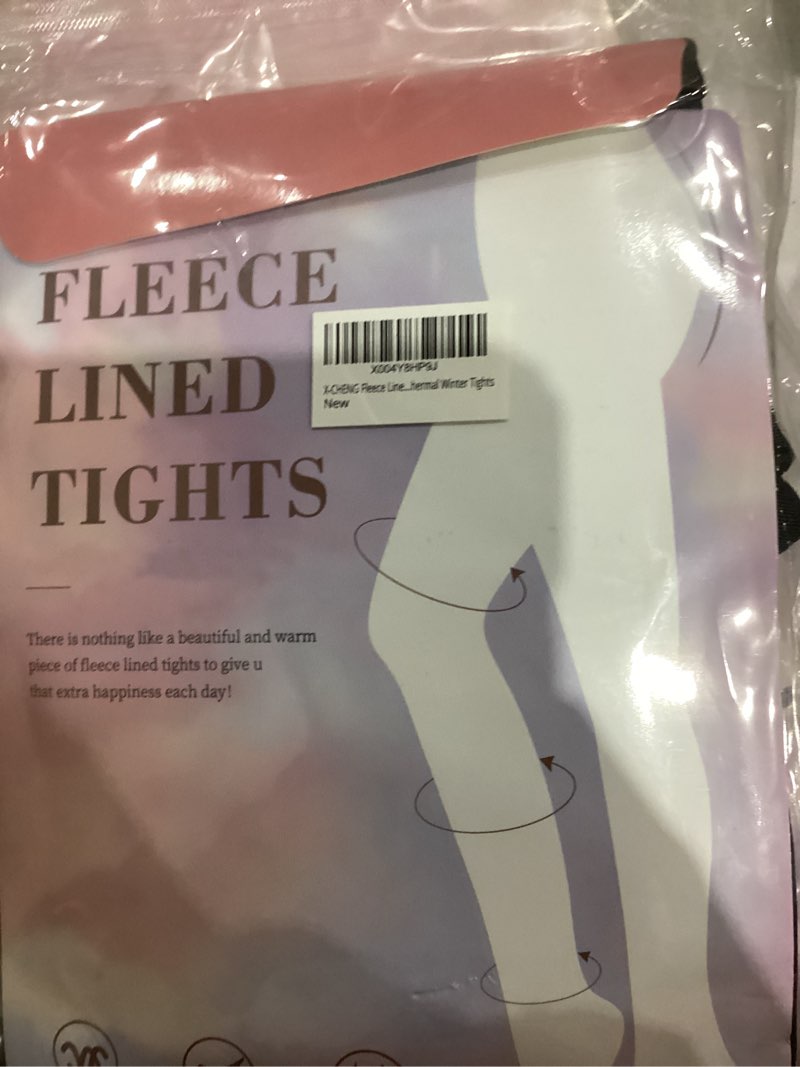 FLEECE
LINED
TIGHTS
X004Y8HP9J
X-CHENG Fleece Line...hermal Winter Tights
New
There is nothing like a beautiful and warm
piece of fleece lined tights to give u
that extra happiness each day!